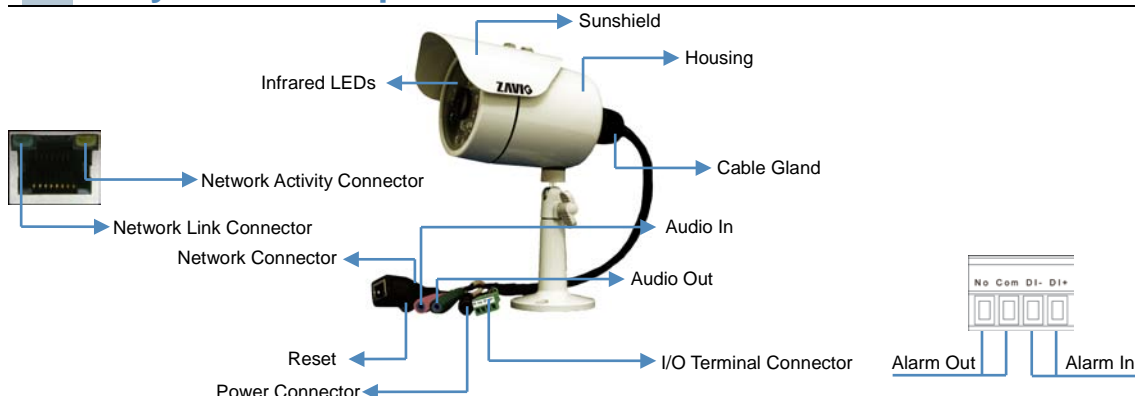 Sunshield
Housing
Infrared LEDs
ZAVIO
Cable Gland
Network Activity Connector
Network Link Connector
Audio In
Network Connector
Audio Out
No Com DI- DI+
Reset
I/O Terminal Connector
Alarm Out
Alarm In
Power Connector